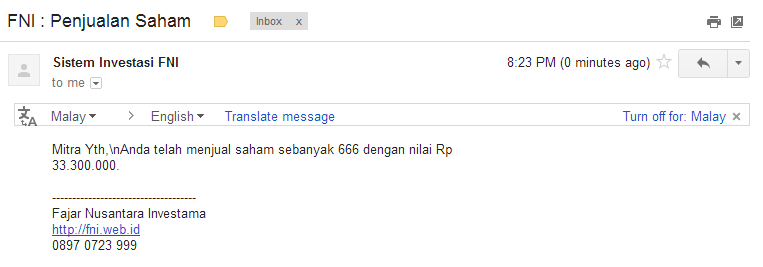 FNI : Penjualan Saham
Inbox x
Sistem Investasi FNI
8:23 PM (0 minutes ago)
to me
Malay > English Translate message Turn off for: Malay x
Mitra Yth,\nAnda telah menjual saham sebanyak 666 dengan nilai Rp
33.300.000.
------------------------------------
Fajar Nusantara Investama
http://fni.web.id
0897 0723 999